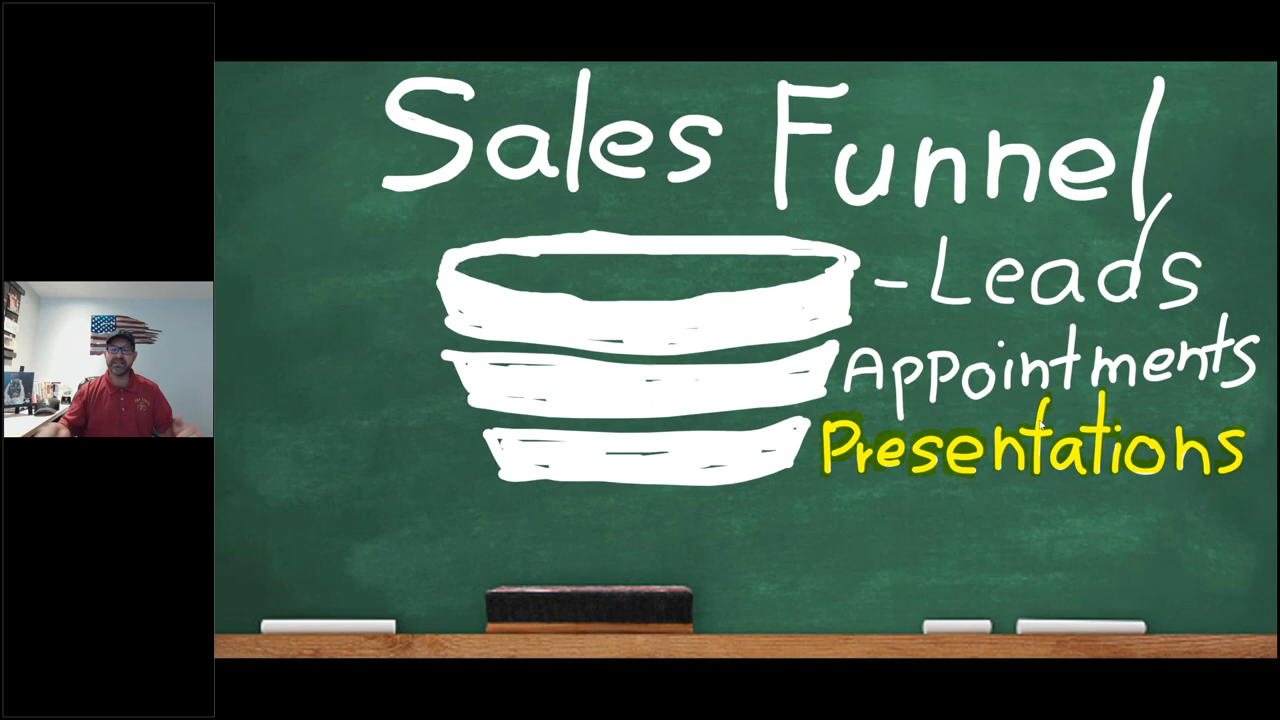 Sales Funnel
- Leads
Appointments
Presentations